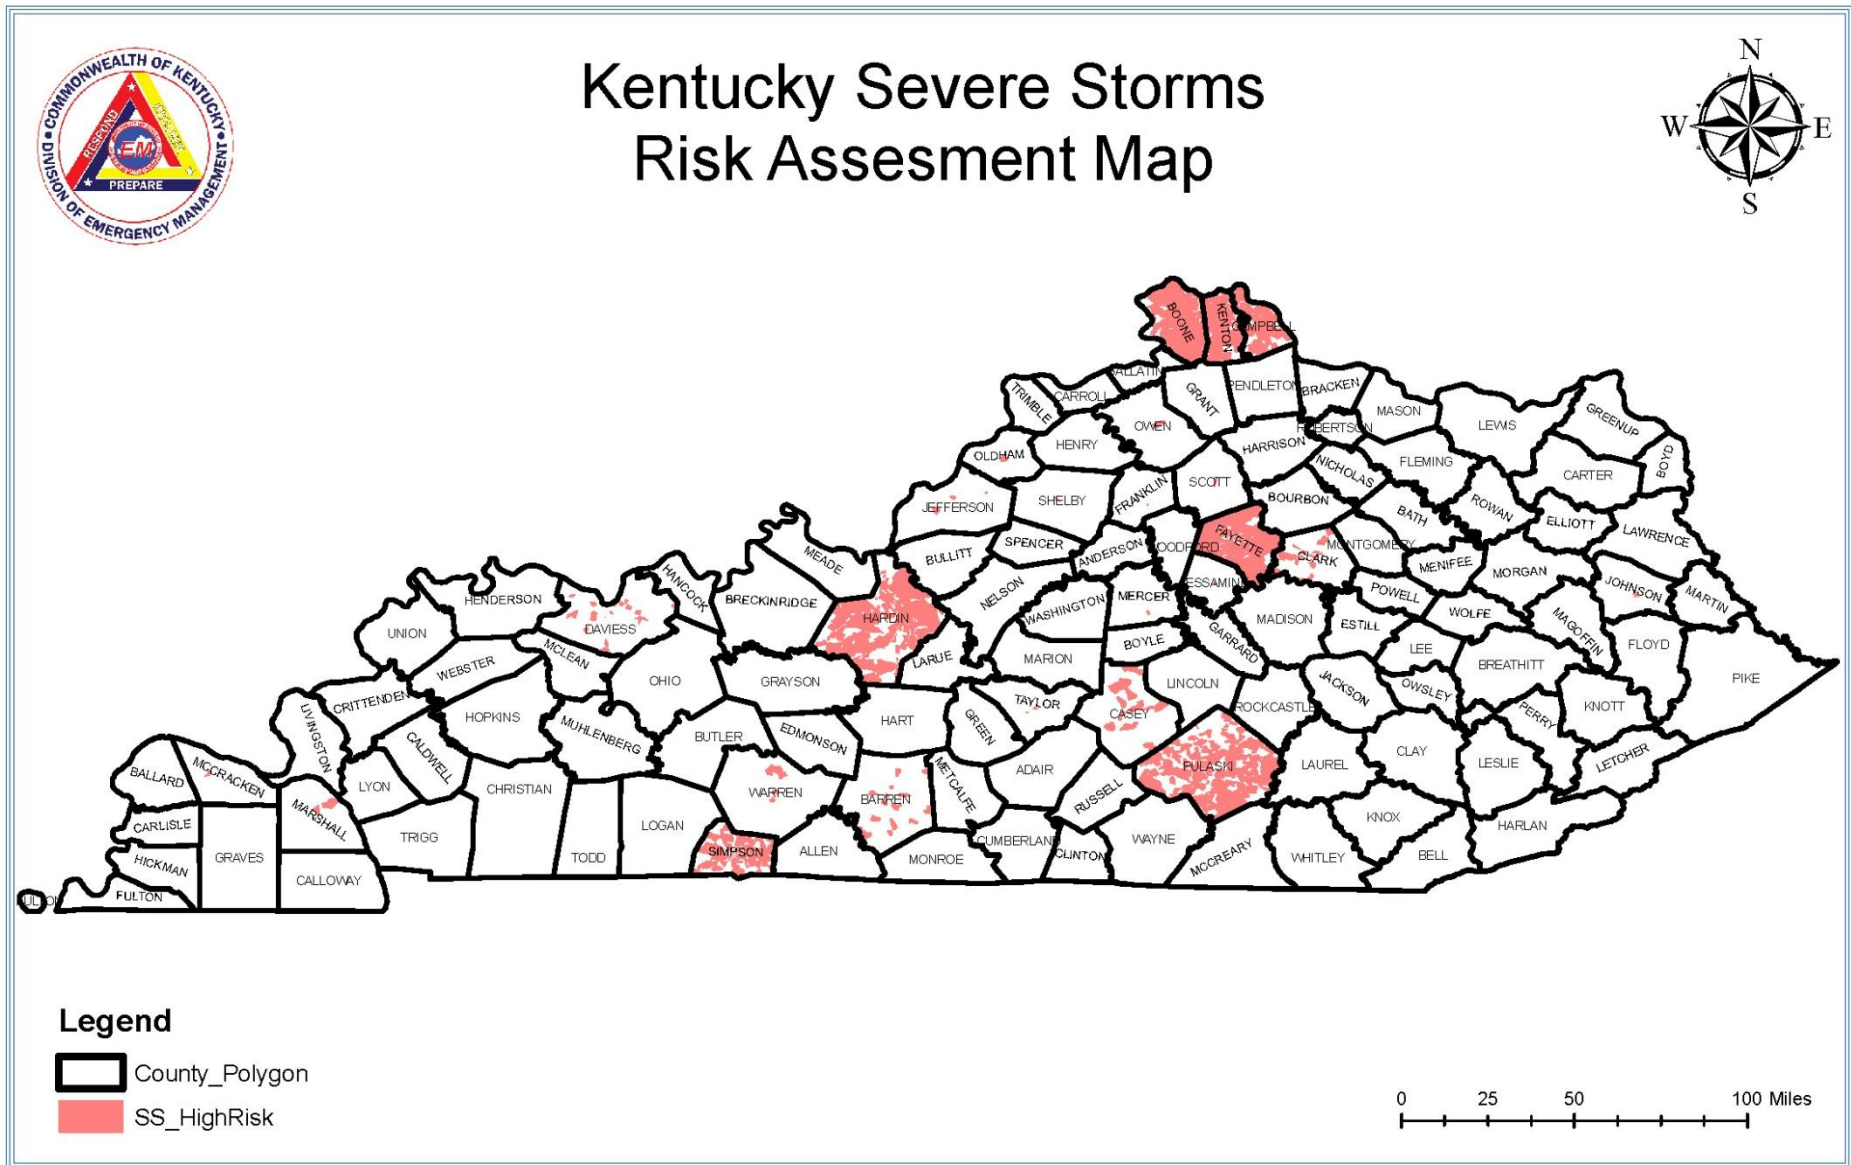 COMMONWEALTH OF KENTUCKY
DIVISION OF EMERGENCY MANAGEMENT
RESPOND
EM
PREPARE
Kentucky Severe Storms
Risk Assesment Map
N
W
E
S
BOONE
KENTON
CAMPBELL
GALLATIN
TRIMBLE
CARROLL
GRANT
PENDLETON
BRACKEN
MASON
LEWIS
GREENUP
OWEN
ROBERTSON
HENRY
HARRISON
OLDHAM
FLEMING
BOYD
NICHOLAS
CARTER
SCOTT
SHELBY
FRANKLIN
BOURBON
ROWAN
JEFFERSON
BATH
ELLIOTT
LAWRENCE
FAYETTE
MONTGOMERY
SPENCER
ANDERSON
WOODFORD
CLARK
BULLITT
MEADE
MENIFEE
MORGAN
HANCOCK
JESSAMINE
JOHNSON
MARTIN
POWELL
NELSON
MERCER
HENDERSON
BRECKINRIDGE
WASHINGTON
WOLFE
MAGOFFIN
HARDIN
MADISON
ESTILL
UNION
DAVIESS
GARRARD
BOYLE
LEE
FLOYD
MCLEAN
LARUE
MARION
BREATHITT
WEBSTER
OHIO
GRAYSON
LINCOLN
JACKSON
OWSLEY
PIKE
CRITTENDEN
TAYLOR
ROCKCASTLE
PERRY
KNOTT
LIVINGSTON
HOPKINS
MUHLENBERG
HART
GREEN
CASEY
BUTLER
EDMONSON
CALDWELL
CLAY
LETCHER
PULASKI
LAUREL
LESLIE
ADAIR
BALLARD
MCCRACKEN
LYON
CHRISTIAN
METCALFE
WARREN
BARREN
RUSSELL
MARSHALL
KNOX
CARLISLE
LOGAN
HARLAN
TRIGG
CUMBERLAND
WAYNE
SIMPSON
ALLEN
CLINTON
BELL
GRAVES
TODD
MONROE
MCCREARY
WHITLEY
HICKMAN
CALLOWAY
FULTON
FULTON
Legend
County_Polygon
SS_HighRisk
0 25 50 100 Miles